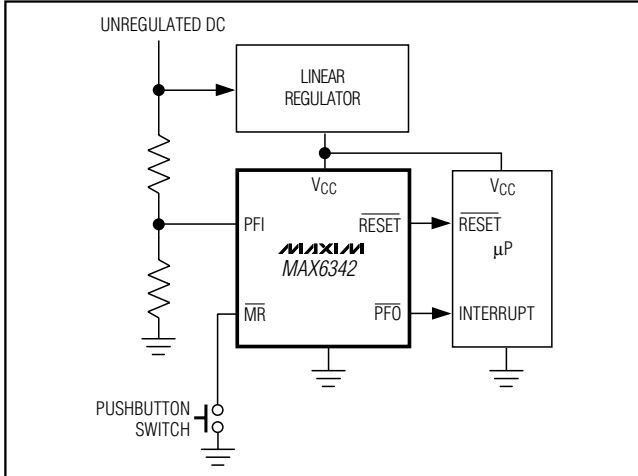 UNREGULATED DC
LINEAR
REGULATOR
VCC
PFI
RESET
MAXIM
MAX6342
MR
PFO
VCC
RESET
µP
INTERRUPT
PUSHBUTTON
SWITCH